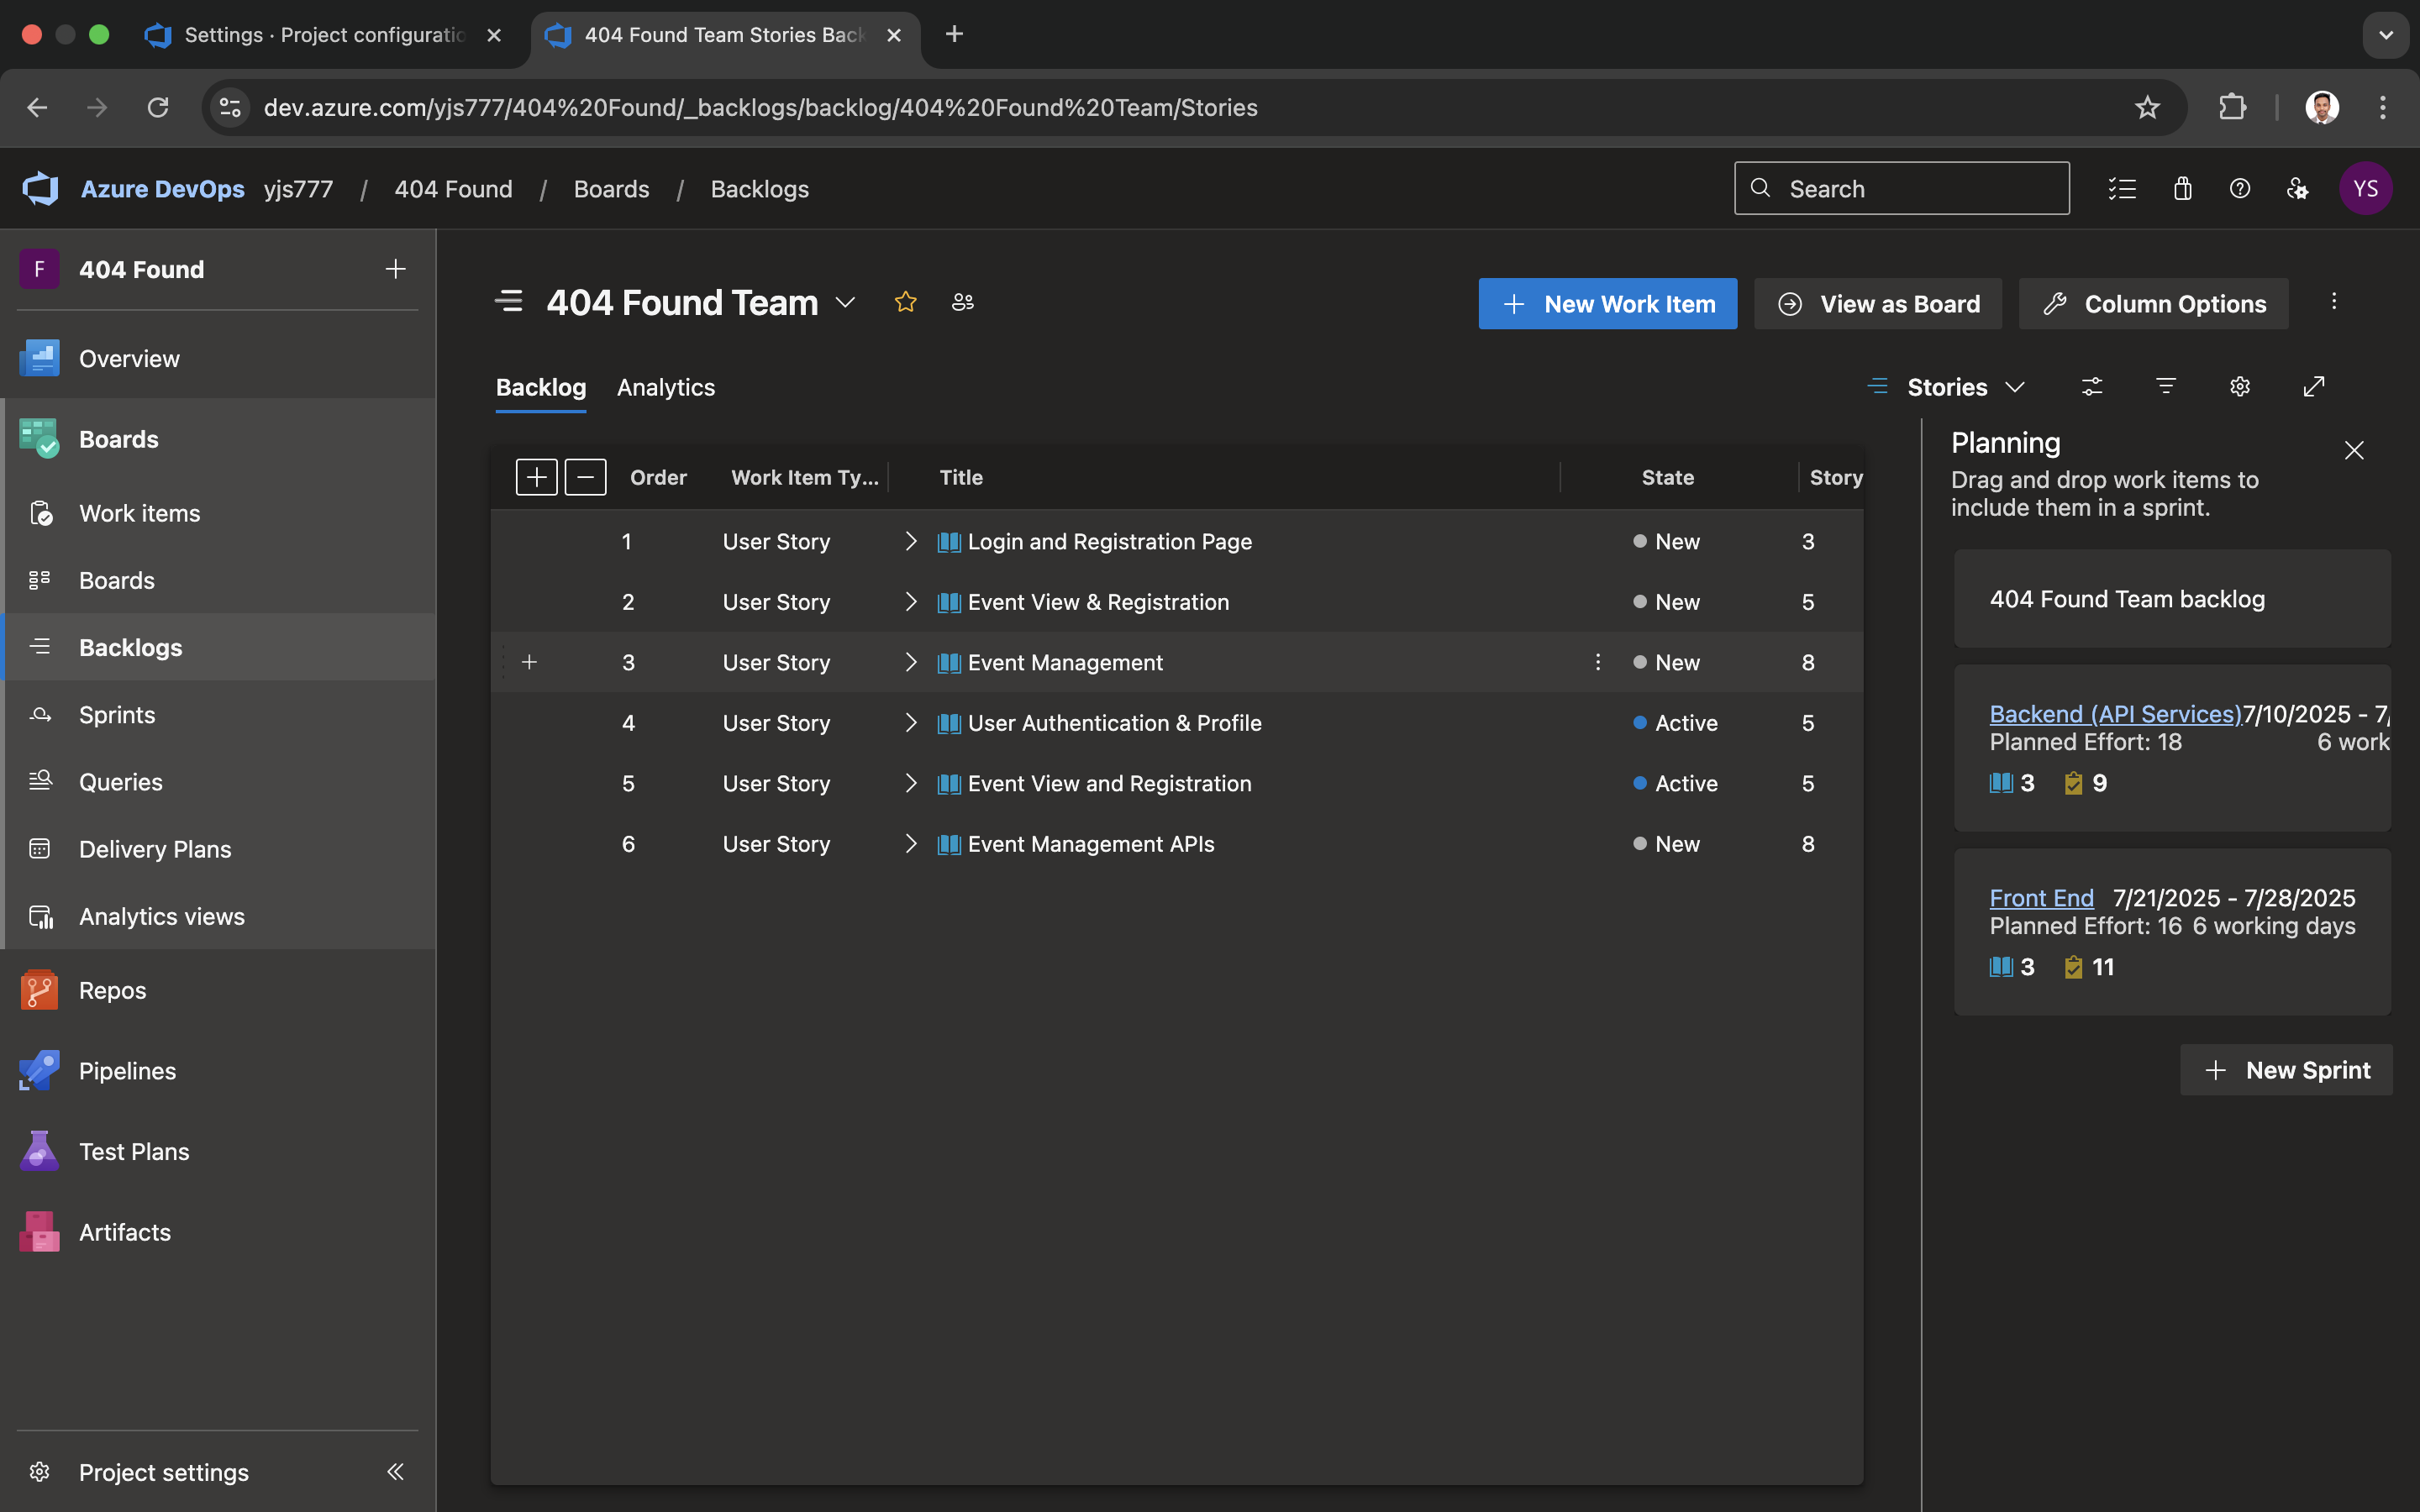 Settings · Project configuratio
404 Found Team Stories Back
dev.azure.com/yjs777/404%20Found/_backlogs/backlog/404%20Found%20Team/Stories
Azure DevOps yjs777 / 404 Found / Boards / Backlogs
Search
YS
F 404 Found
Overview
Boards
Work items
Boards
Backlogs
Sprints
Queries
Delivery Plans
Analytics views
Repos
Pipelines
Test Plans
Artifacts
Project settings
404 Found Team
New Work Item
View as Board
Column Options
Backlog Analytics
Stories
Order Work Item Ty... Title State Story
1 User Story Login and Registration Page New 3
2 User Story Event View & Registration New 5
3 User Story Event Management New 8
4 User Story User Authentication & Profile Active 5
5 User Story Event View and Registration Active 5
6 User Story Event Management APIs New 8
Planning
Drag and drop work items to
include them in a sprint.
404 Found Team backlog
Backend (API Services) 7/10/2025 - 7/
Planned Effort: 18 6 work
3 9
Front End 7/21/2025 - 7/28/2025
Planned Effort: 16 6 working days
3 11
New Sprint